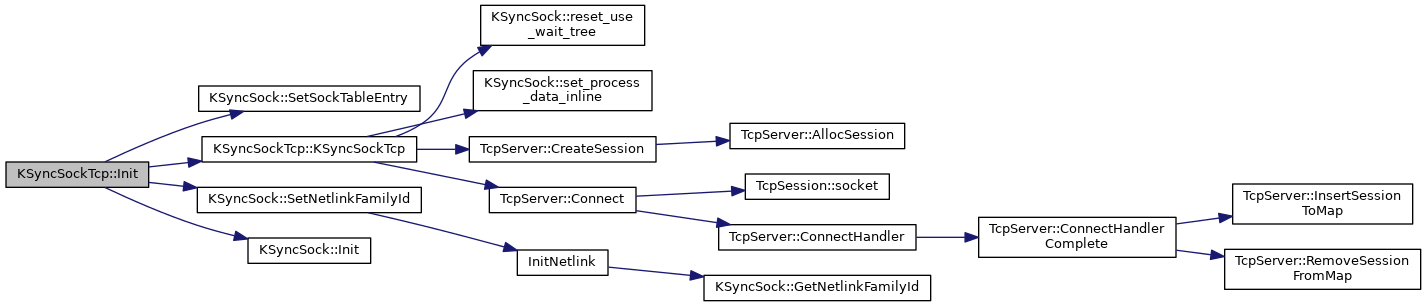 KSyncSock::reset_use
_wait_tree
KSyncSock::set_process
_data_inline
KSyncSock::SetSockTableEntry
TcpServer::AllocSession
KSyncSockTcp::KSyncSockTcp
TcpServer::CreateSession
KSyncSockTcp::Init
TcpSession::socket
KSyncSock::SetNetlinkFamilyId
TcpServer::Connect
TcpServer::InsertSession
ToMap
TcpServer::ConnectHandler
TcpServer::ConnectHandler
Complete
KSyncSock::Init
InitNetlink
TcpServer::RemoveSession
FromMap
KSyncSock::GetNetlinkFamilyId